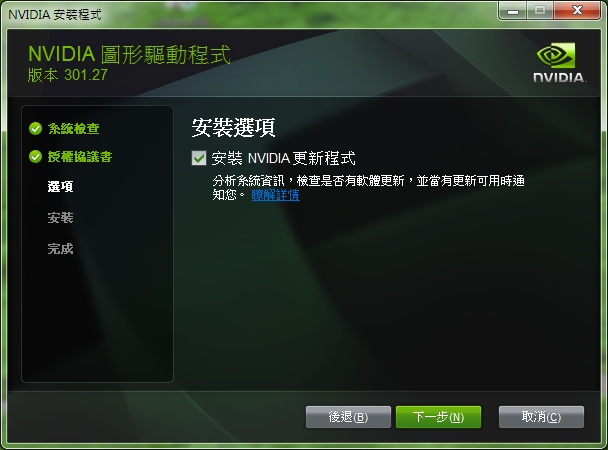 NVIDIA 安裝程式
NVIDIA 圖形驅動程式
版本 301.27
NVIDIA
系統檢查
授權協議書
選項
安裝
完成
安裝選項
安裝 NVIDIA 更新程式
分析系統資訊，檢查是否有軟體更新，並當有更新可用時通
知您。 瞭解詳情
後退(B) 下一步(N) 取消(C)